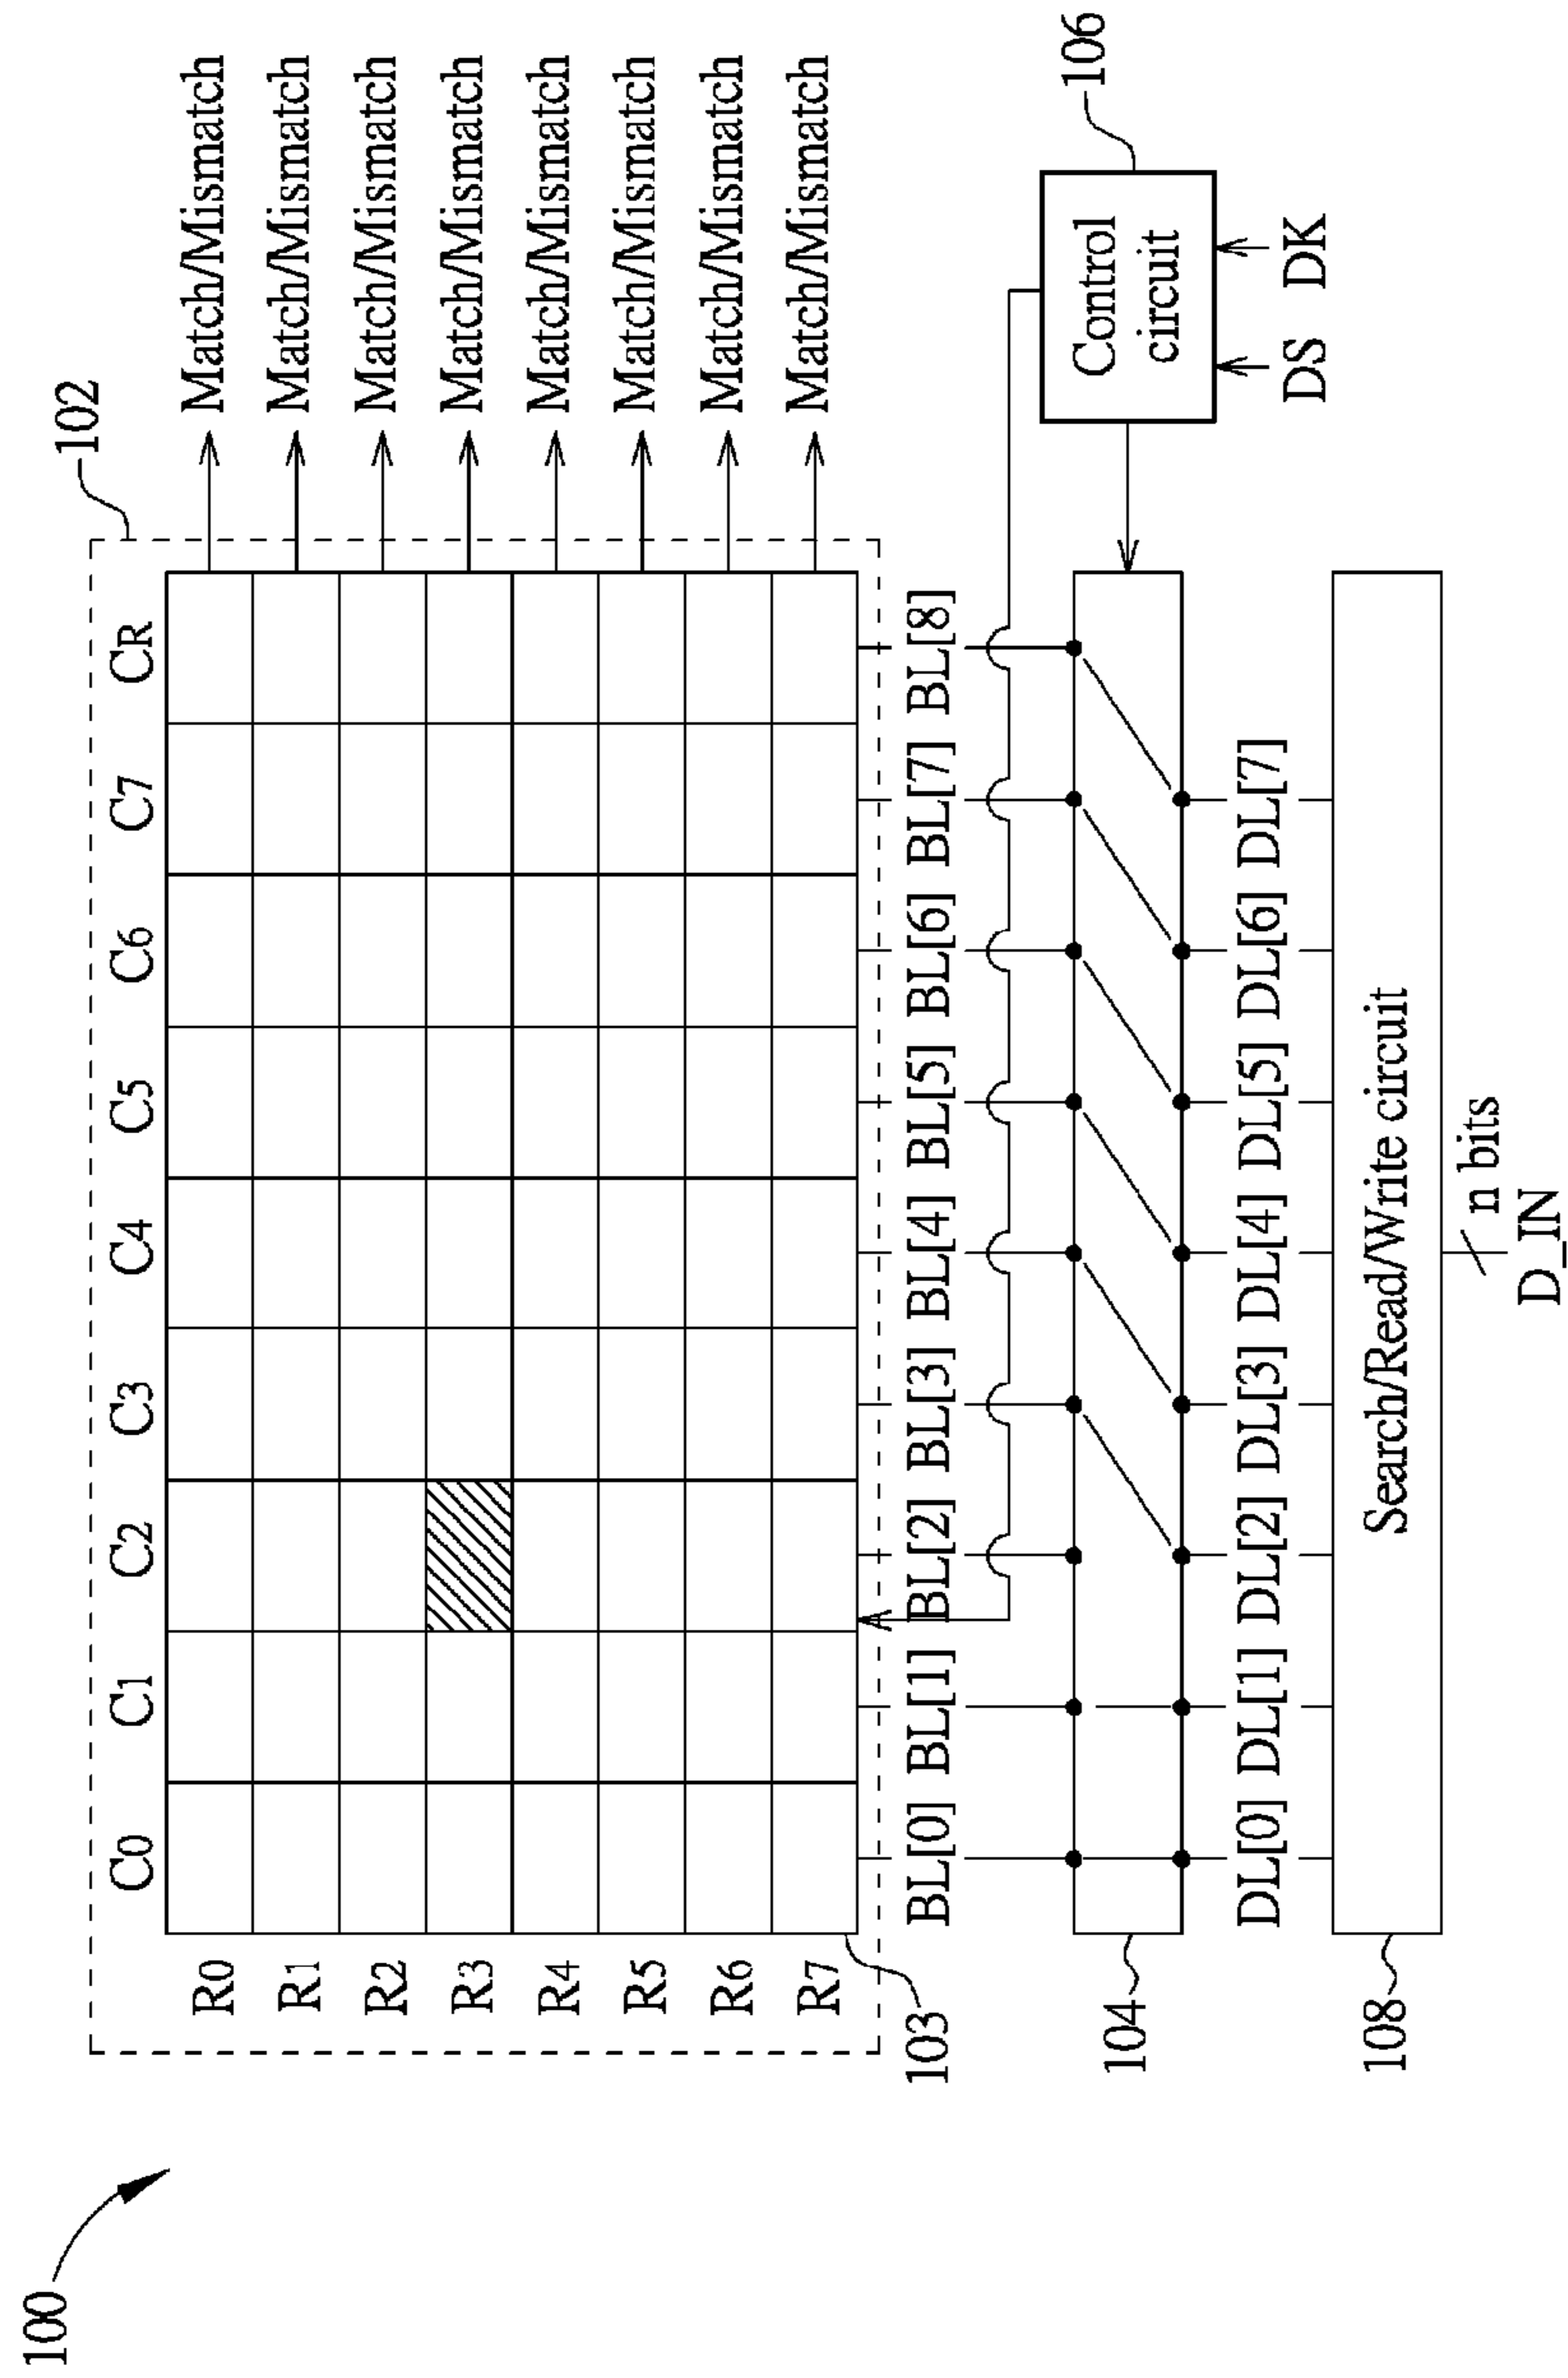 100
102
C0 C1 C2 C3 C4 C5 C6 C7 CR
R0 Match/Mismatch
R1 Match/Mismatch
R2 Match/Mismatch
R3 Match/Mismatch
R4 Match/Mismatch
R5 Match/Mismatch
R6 Match/Mismatch
R7 Match/Mismatch
103
BL[0] BL[1] BL[2] BL[3] BL[4] BL[5] BL[6] BL[7] BL[8]
106
Control
circuit
104
DL[0] DL[1] DL[2] DL[3] DL[4] DL[5] DL[6] DL[7]
DS DK
108
Search/Read/Write circuit
n bits
D_IN